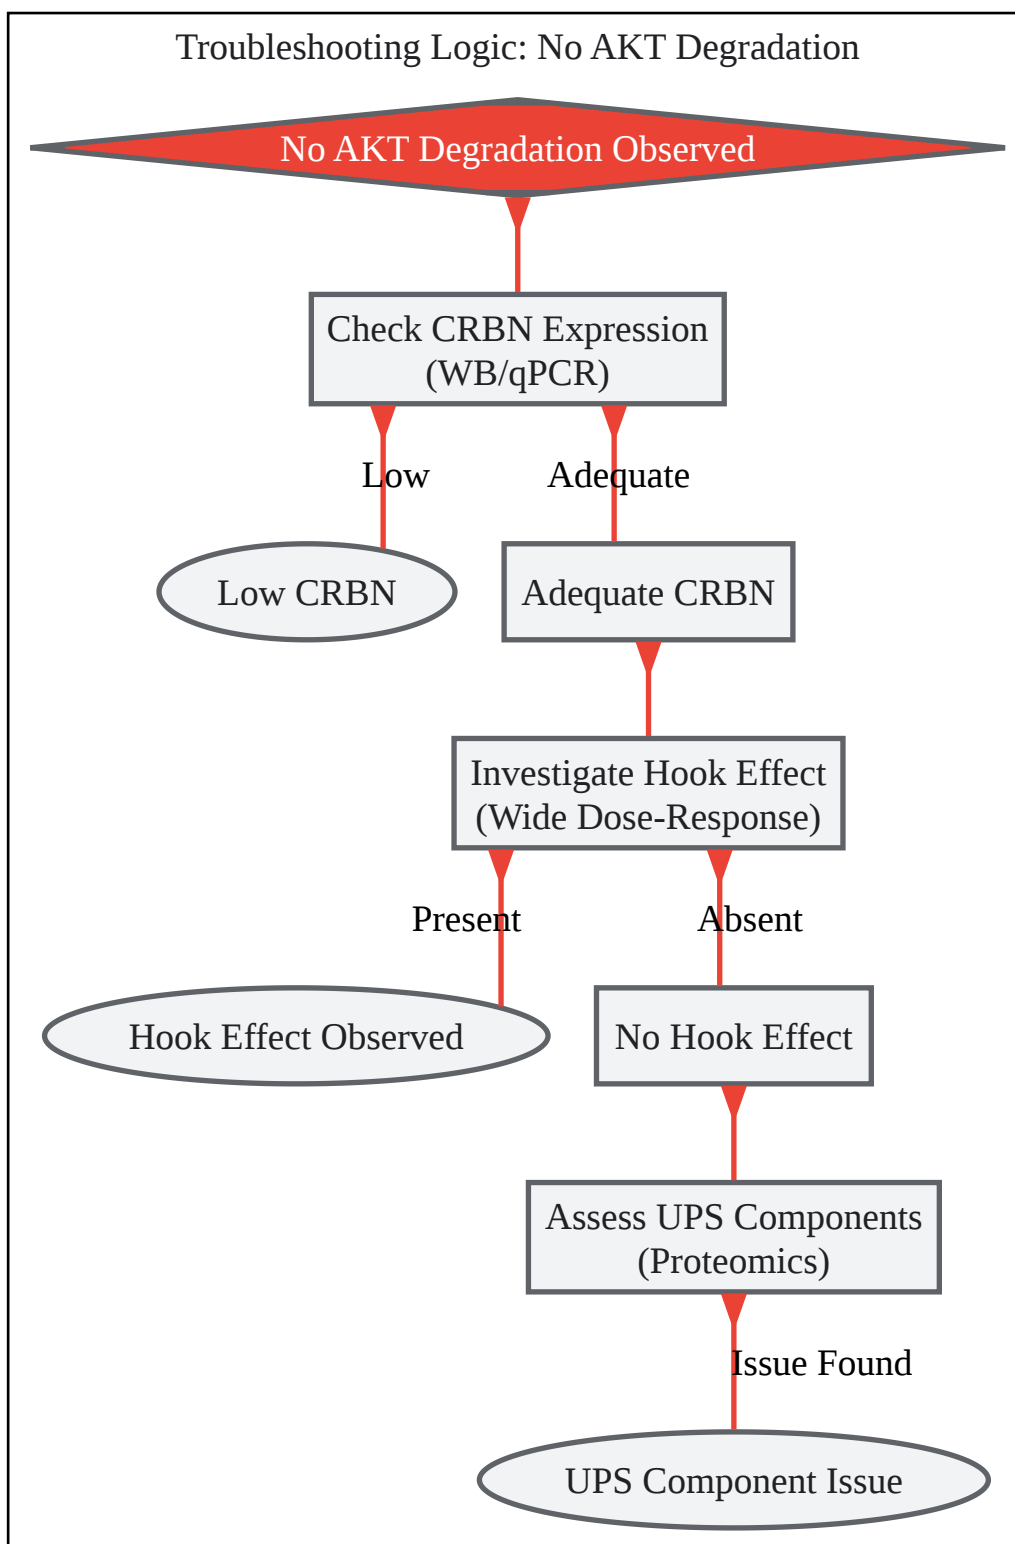 Troubleshooting Logic: No AKT Degradation
No AKT Degradation Observed
Check CRBN Expression
(WB/qPCR)
Low
Adequate
Low CRBN
Adequate CRBN
Investigate Hook Effect
(Wide Dose-Response)
Present
Absent
Hook Effect Observed
No Hook Effect
Assess UPS Components
(Proteomics)
Issue Found
UPS Component Issue